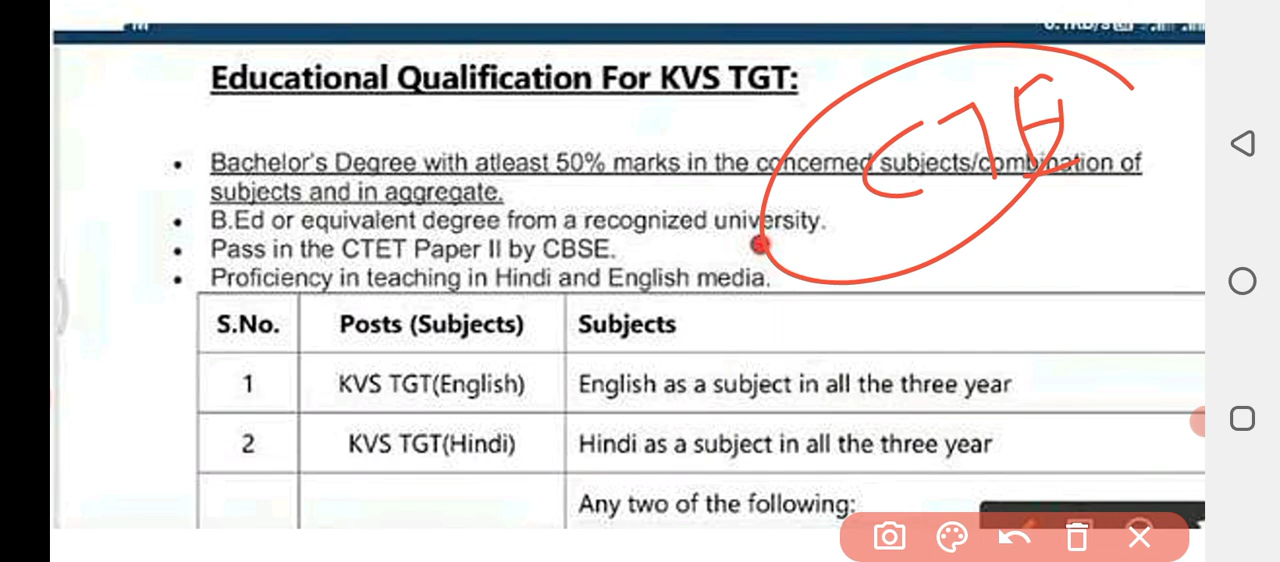 Educational Qualification For KVS TGT:
• Bachelor's Degree with atleast 50% marks in the concerned subjects/combination of
subjects and in aggregate.
• B.Ed or equivalent degree from a recognized university.
• Pass in the CTET Paper II by CBSE.
• Proficiency in teaching in Hindi and English media.
S.No. Posts (Subjects) Subjects
1 KVS TGT(English) English as a subject in all the three year
2 KVS TGT(Hindi) Hindi as a subject in all the three year
Any two of the following: